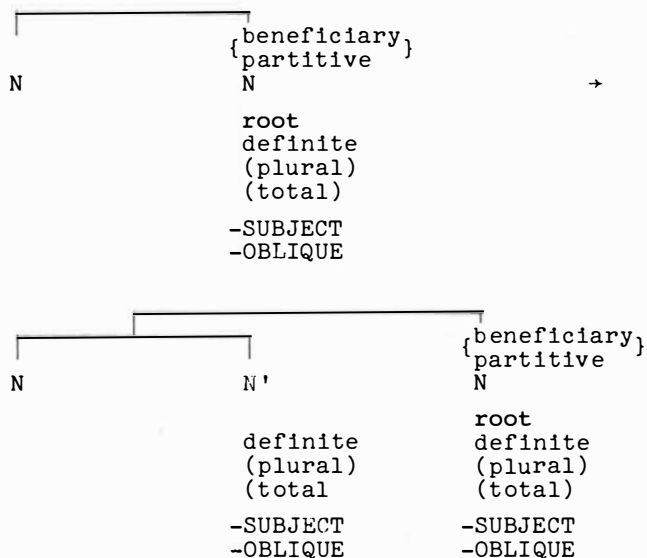 {beneficiary}
{partitive}
N N →
root
definite
(plural)
(total)
-SUBJECT
-OBLIQUE
{beneficiary}
{partitive}
N N' N
root
definite definite
(plural) (plural)
(total (total)
-SUBJECT -SUBJECT
-OBLIQUE -OBLIQUE